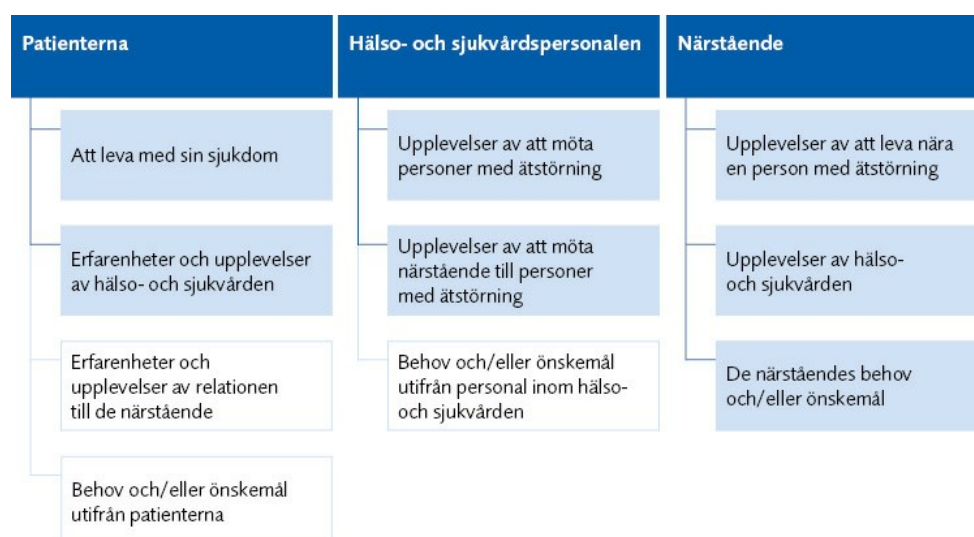 Patienterna
Att leva med sin sjukdom
Erfarenheter och upplevelser
av hälso- och sjukvården
Erfarenheter och
upplevelser av relationen
till de närstående
Behov och/eller önskemål
utifrån patienterna
Hälso- och sjukvårdspersonalen
Upplevelser av att möta
personer med ätstörning
Upplevelser av att möta
närstående till personer
med ätstörning
Behov och/eller önskemål
utifrån personal inom hälso-
och sjukvården
Närstående
Upplevelser av att leva nära
en person med ätstörning
Upplevelser av hälso-
och sjukvården
De närståendes behov
och/eller önskemål